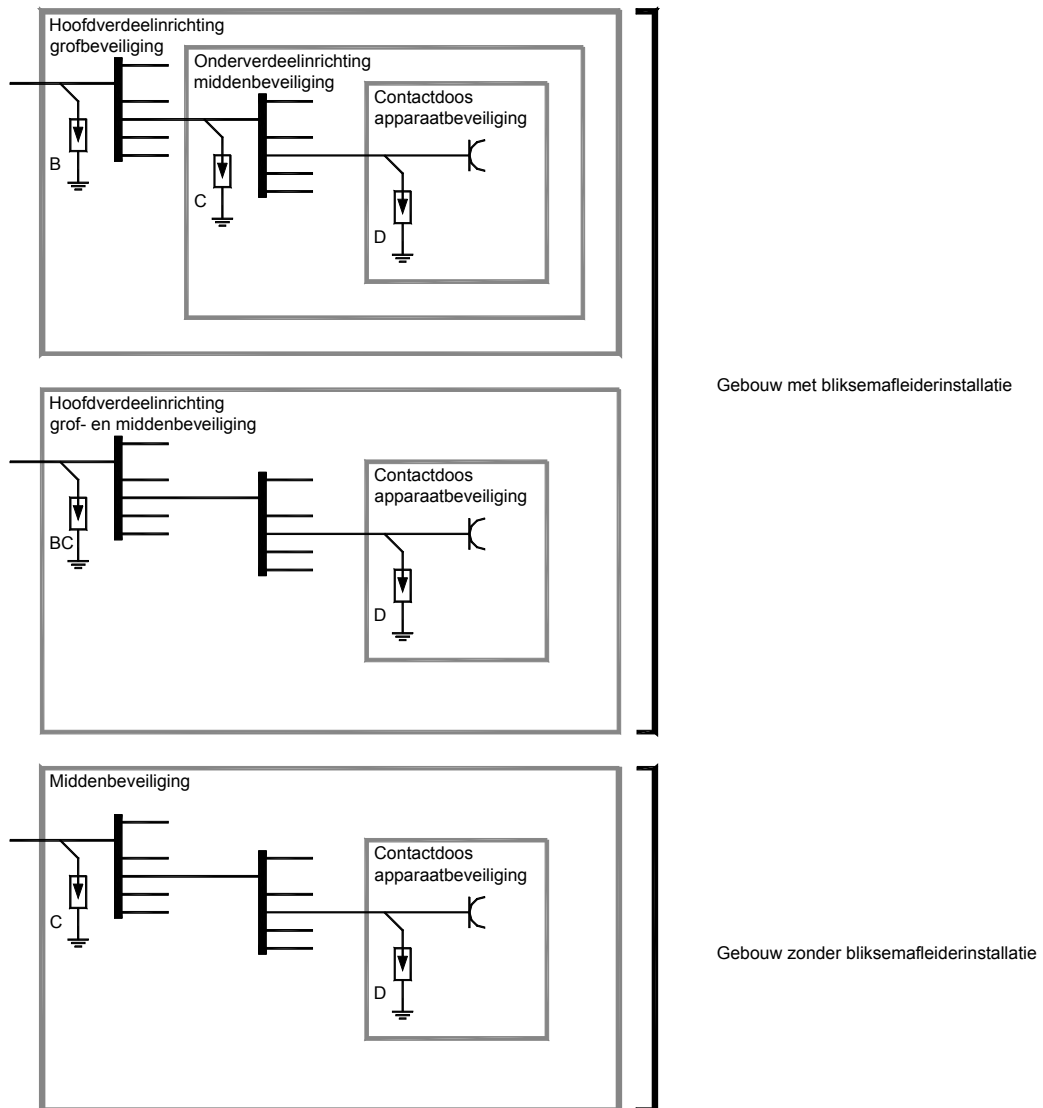 Hoofdverdeelinrichting
grofbeveiliging
Onderverdeelinrichting
middenbeveiliging
Contactdoos
apparaatbeveiliging
B
C
D
Gebouw met bliksemafleiderinstallatie
Hoofdverdeelinrichting
grof- en middenbeveiliging
Contactdoos
apparaatbeveiliging
BC
D
Middenbeveiliging
Contactdoos
apparaatbeveiliging
C
D
Gebouw zonder bliksemafleiderinstallatie